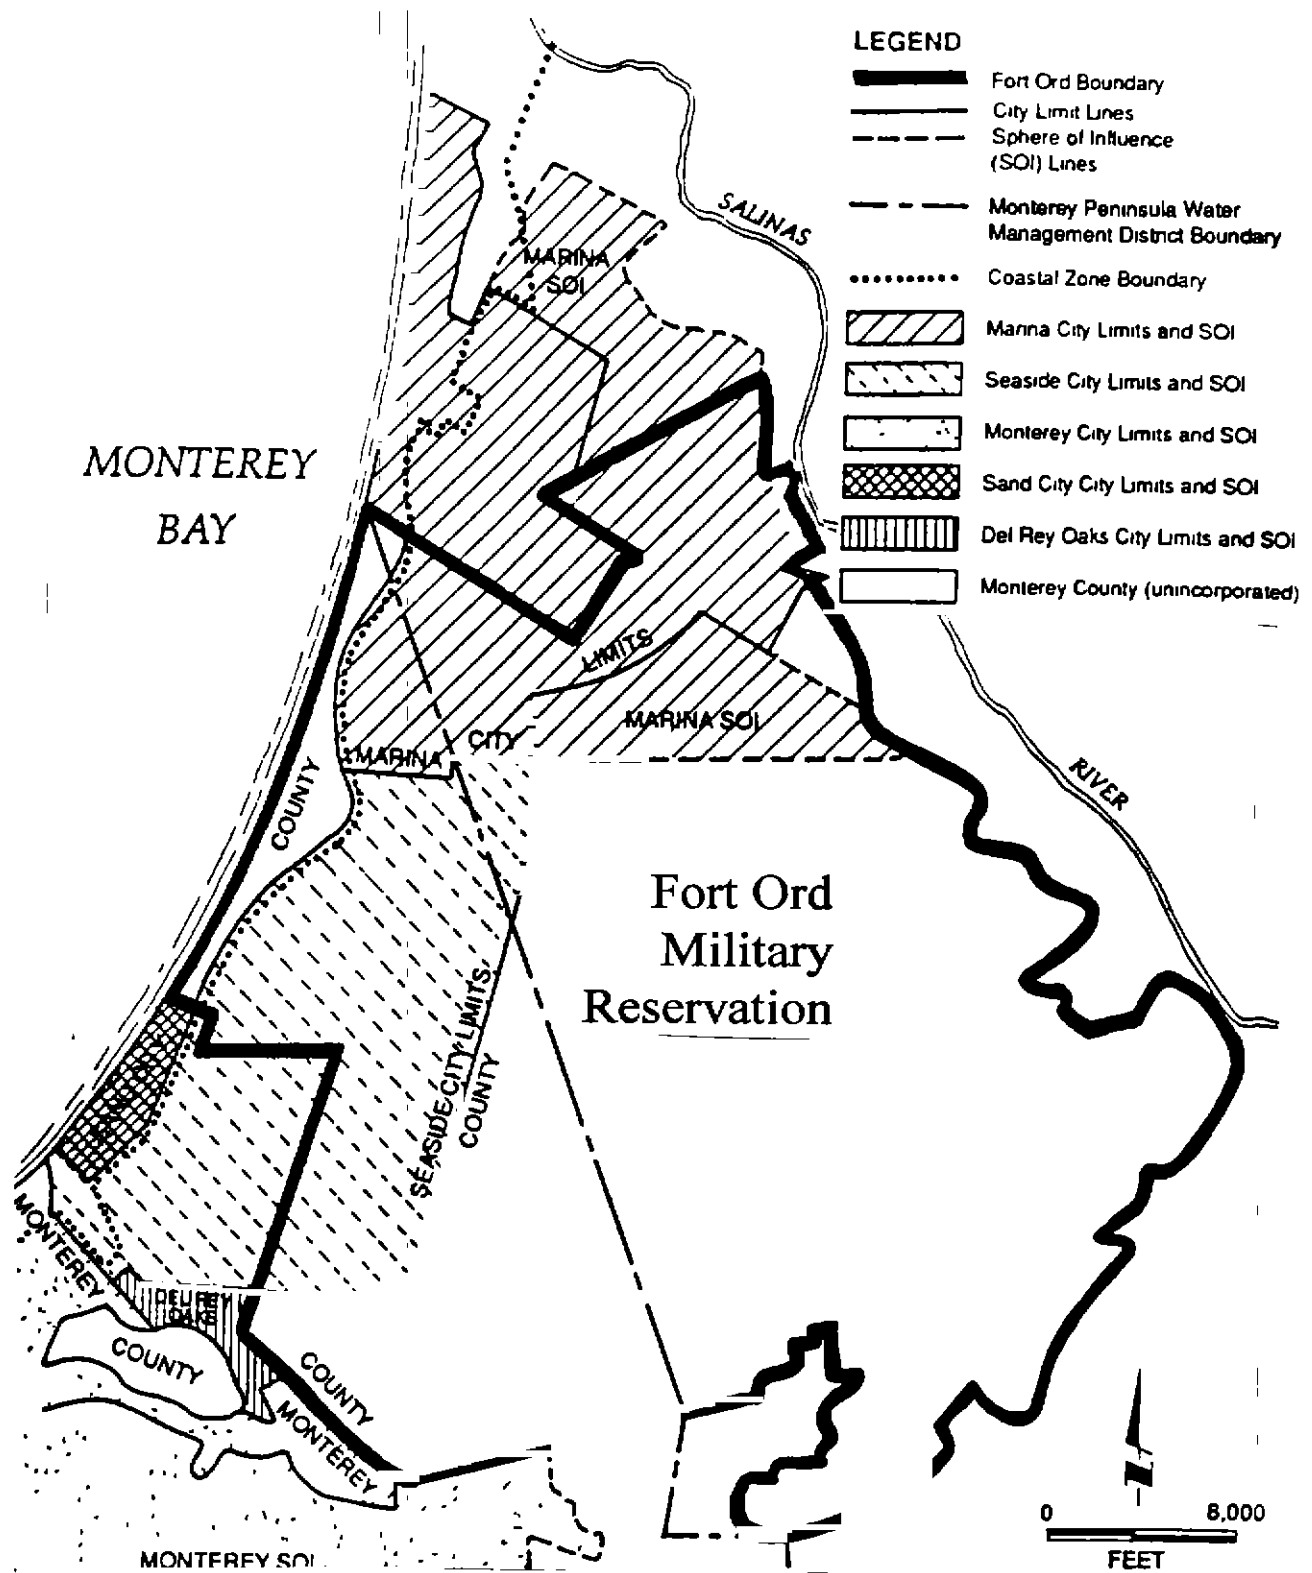 LEGEND
Fort Ord Boundary
City Limit Lines
Sphere of Influence
(SOI) Lines
Monterey Peninsula Water
Management District Boundary
Coastal Zone Boundary
Marina City Limits and SOI
Seaside City Limits and SOI
Monterey City Limits and SOI
Sand City City Limits and SOI
Del Rey Oaks City Limits and SOI
Monterey County (unincorporated)
SALINAS
RIVER
MARINA
SOI
MONTEREY
BAY
LIMITS
MARINA SOI
CITY
MARINA
COUNTY
Fort Ord
Military
Reservation
SEASIDE CITY LIMITS
COUNTY
MONTEREY
DEL REY
OAKS
COUNTY
COUNTY
MONTEREY
MONTEREY SOI
0 8,000
FEET